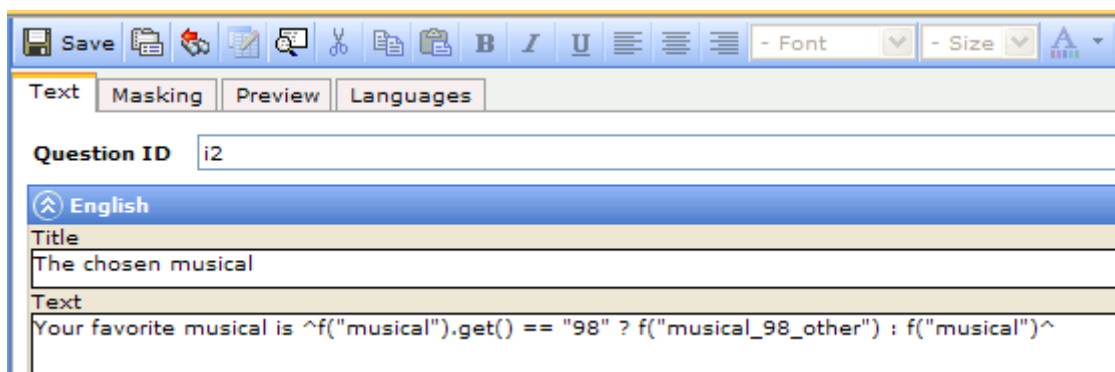 Save B I U - Font - Size A
Text Masking Preview Languages
Question ID i2
English
Title
The chosen musical
Text
Your favorite musical is ^f("musical").get() == "98" ? f("musical_98_other") : f("musical")^